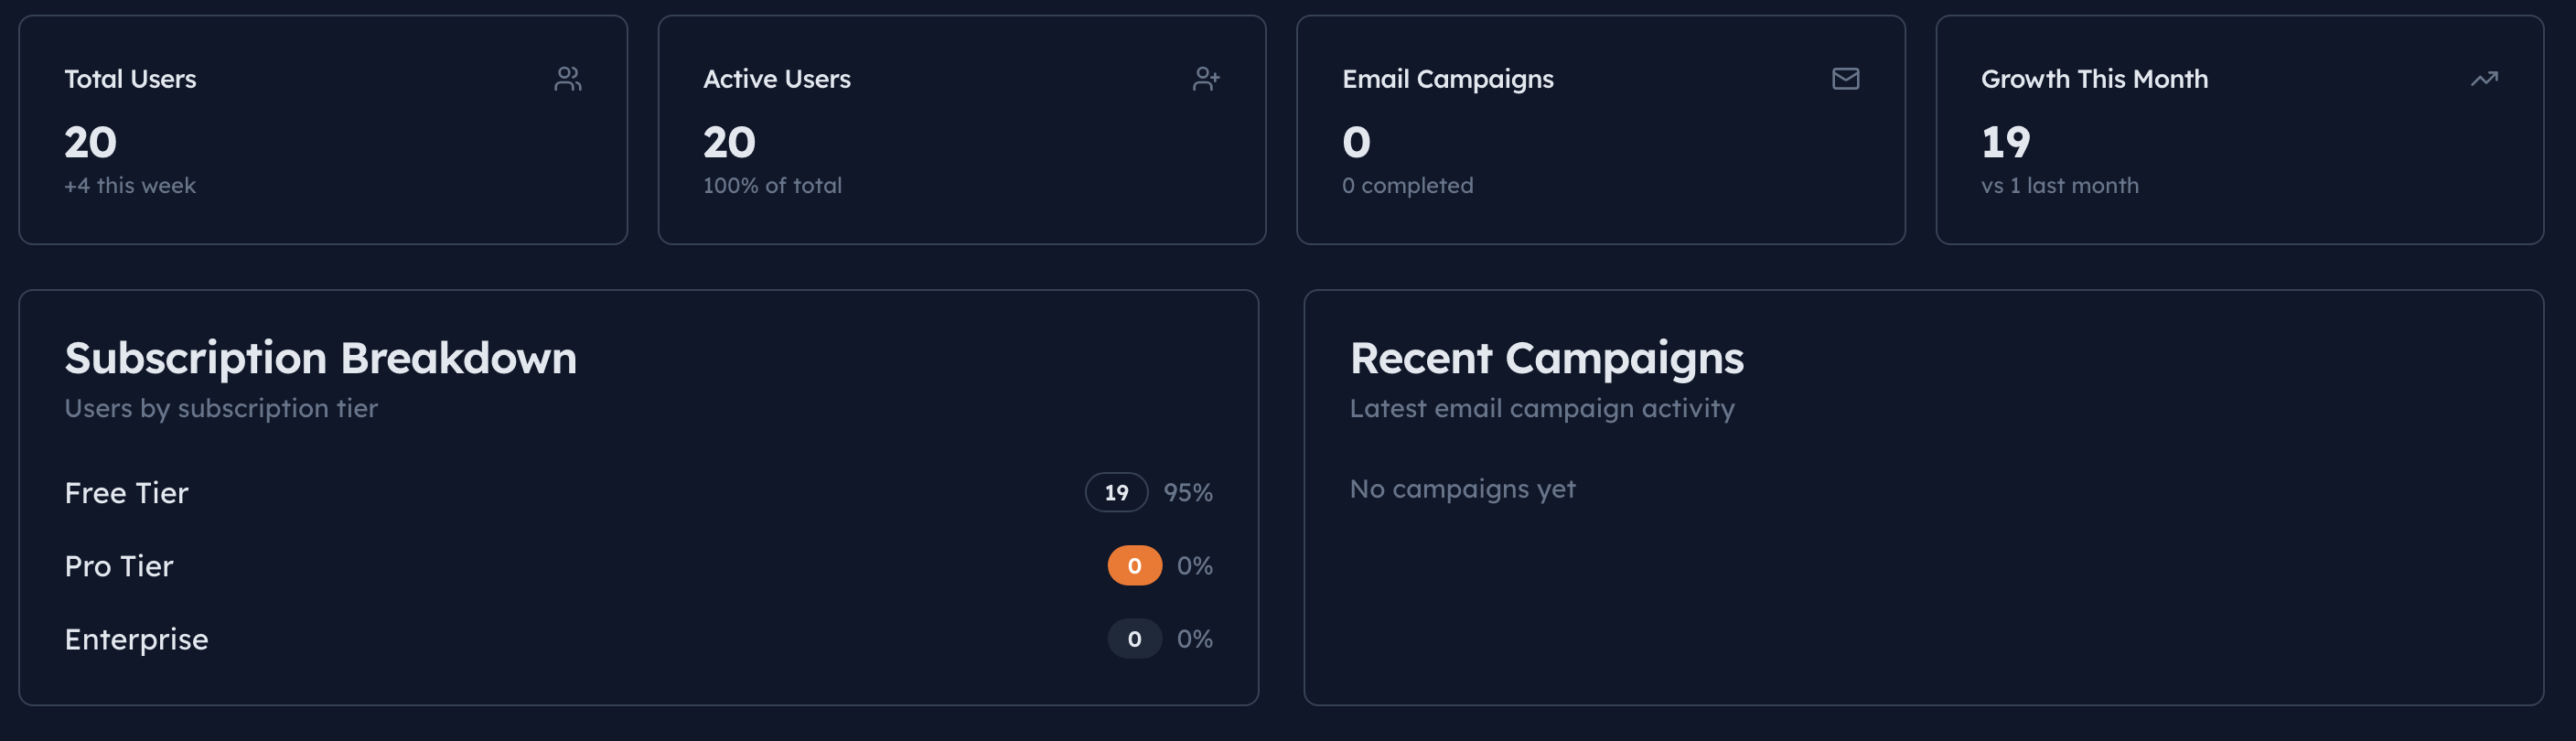 Total Users
20
+4 this week
Active Users
20
100% of total
Email Campaigns
0
0 completed
Growth This Month
19
vs 1 last month
Subscription Breakdown
Users by subscription tier
Free Tier 19 95%
Pro Tier 0 0%
Enterprise 0 0%
Recent Campaigns
Latest email campaign activity
No campaigns yet